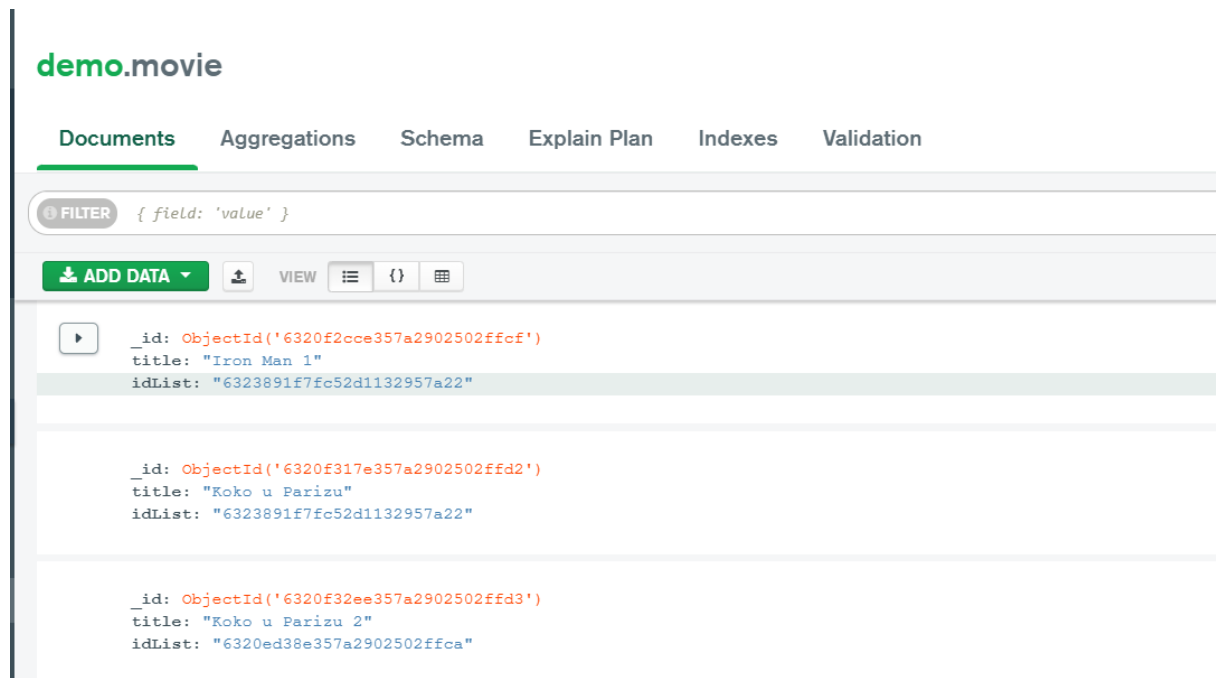 demo.movie
Documents Aggregations Schema Explain Plan Indexes Validation
FILTER { field: 'value' }
ADD DATA VIEW {}
_id: ObjectId('6320f2cce357a2902502ffcf')
title: "Iron Man 1"
idList: "6323891f7fc52d1132957a22"
_id: ObjectId('6320f317e357a2902502ffd2')
title: "Koko u Parizu"
idList: "6323891f7fc52d1132957a22"
_id: ObjectId('6320f32ee357a2902502ffd3')
title: "Koko u Parizu 2"
idList: "6320ed38e357a2902502ffca"